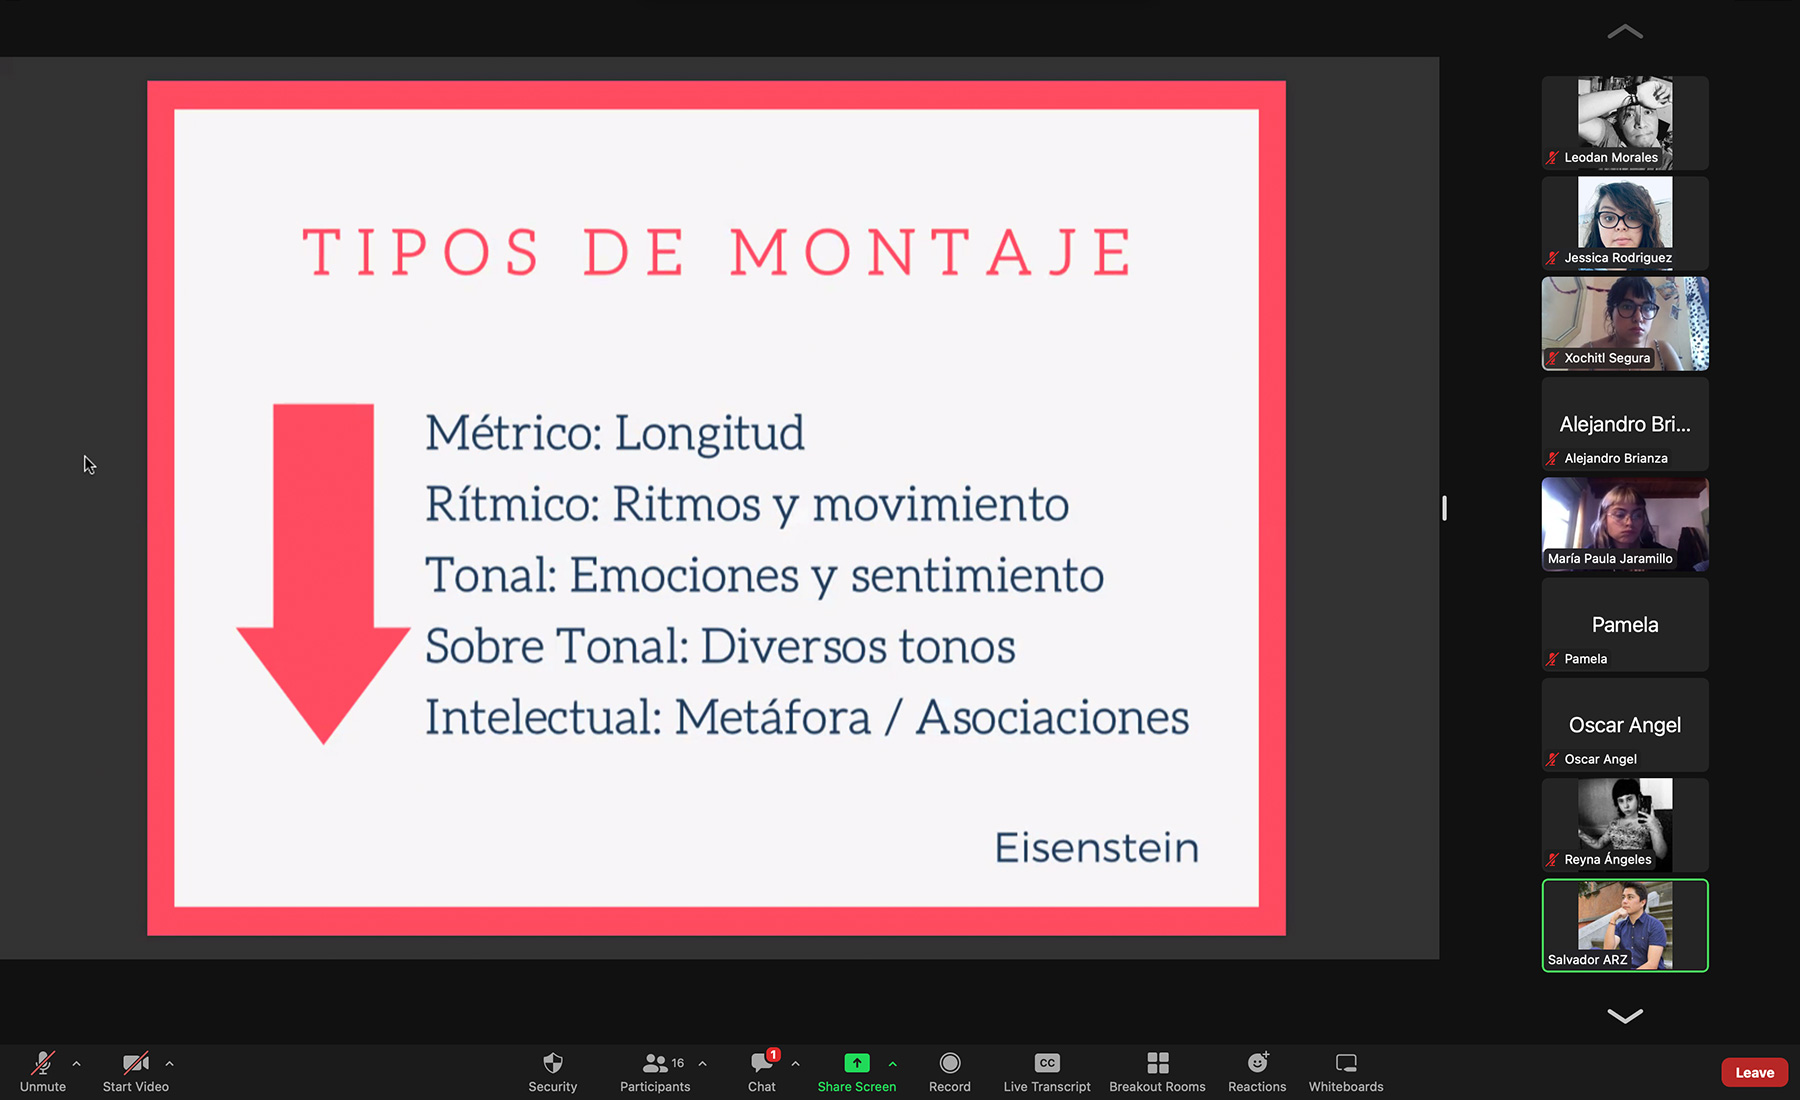 TIPOS DE MONTAJE
Métrico: Longitud
Rítmico: Ritmos y movimiento
Tonal: Emociones y sentimiento
Sobre Tonal: Diversos tonos
Intelectual: Metáfora / Asociaciones
Eisenstein
Leodan Morales
Jessica Rodriguez
Xochitl Segura
Alejandro Bri...
Alejandro Brianza
María Paula Jaramillo
Pamela
Pamela
Oscar Angel
Oscar Angel
Reyna Ángeles
Salvador ARZ
Unmute
Start Video
Security
16
Participants
1
Chat
Share Screen
Record
CC
Live Transcript
Breakout Rooms
Reactions
Whiteboards
Leave